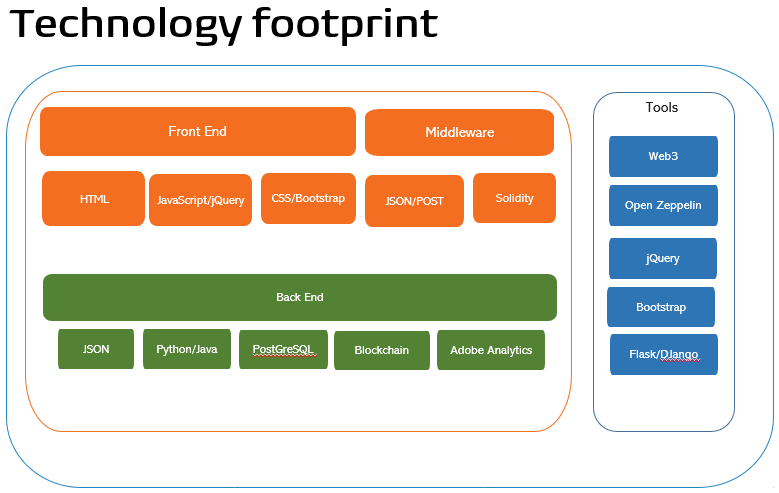 Technology footprint
Front End
Middleware
HTML
JavaScript/jQuery
CSS/Bootstrap
JSON/POST
Solidity
Back End
JSON
Python/Java
PostGreSQL
Blockchain
Adobe Analytics
Tools
Web3
Open Zeppelin
jQuery
Bootstrap
Flask/DJango